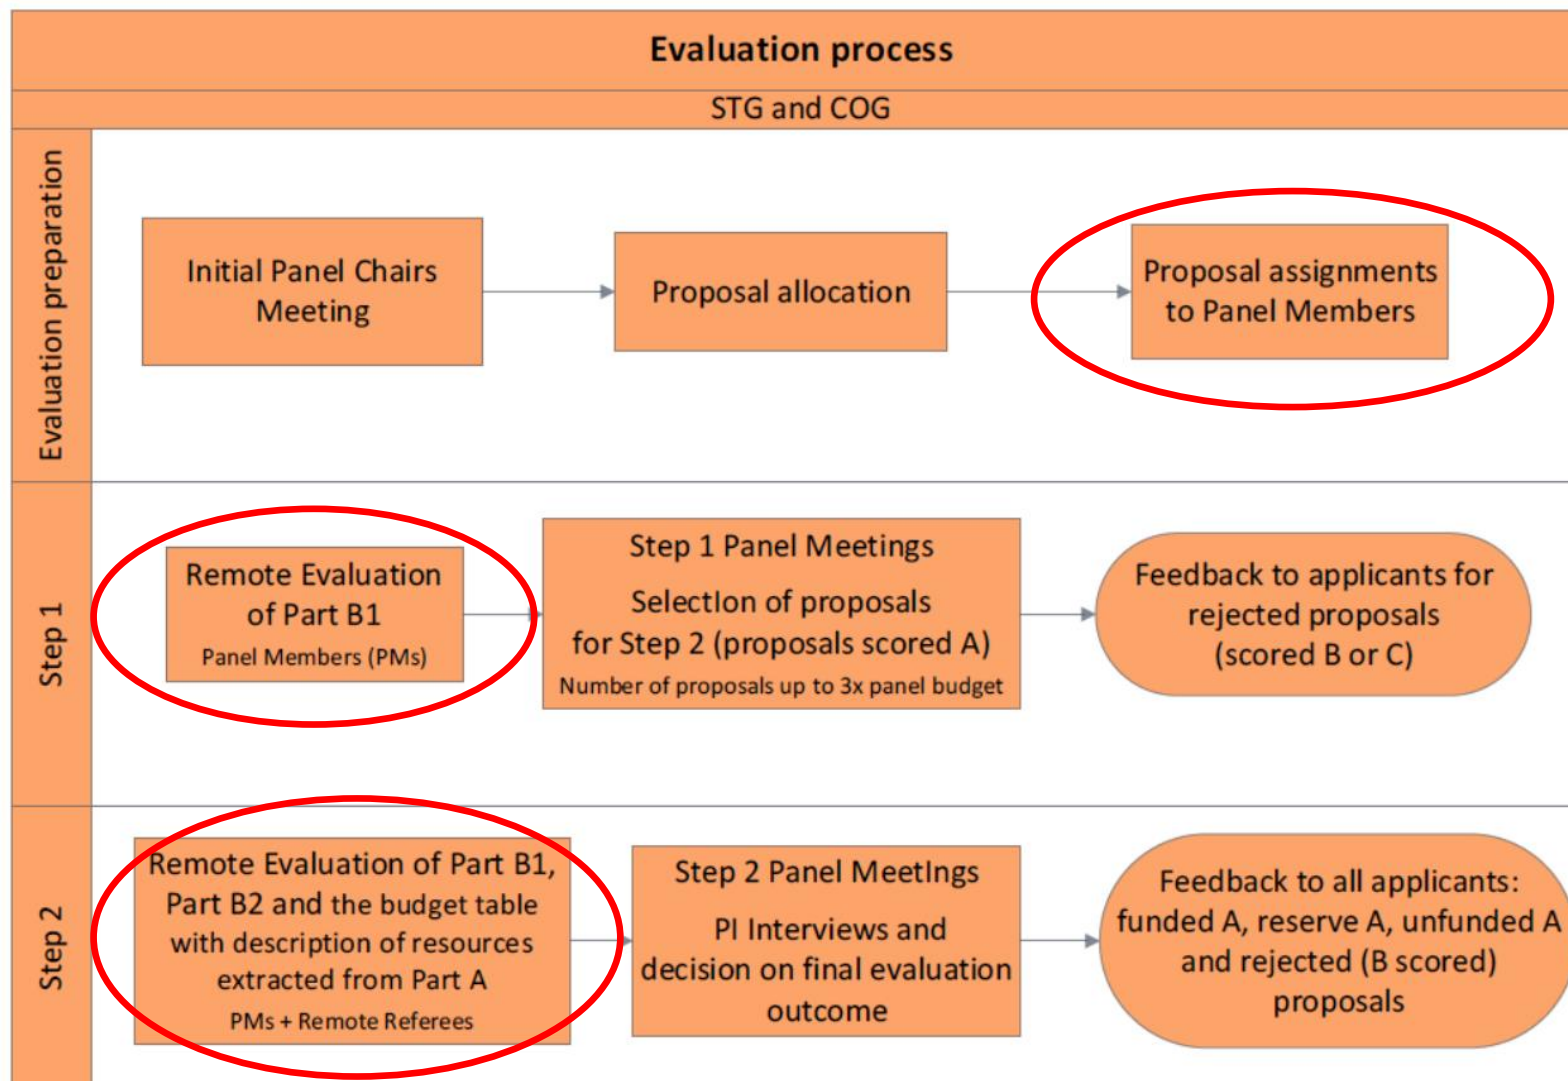 Evaluation process
STG and COG
Evaluation preparation
Initial Panel Chairs
Meeting
Proposal allocation
Proposal assignments
to Panel Members
Step 1
Remote Evaluation
of Part B1
Panel Members (PMs)
Step 1 Panel Meetings
SelectIon of proposals
for Step 2 (proposals scored A)
Number of proposals up to 3x panel budget
Feedback to applicants for
rejected proposals
(scored B or C)
Step 2
Remote Evaluation of Part B1,
Part B2 and the budget table
with description of resources
extracted from Part A
PMs + Remote Referees
Step 2 Panel MeetIngs
PI Interviews and
decision on final evaluation
outcome
Feedback to all applicants:
funded A, reserve A, unfunded A
and rejected (B scored)
proposals